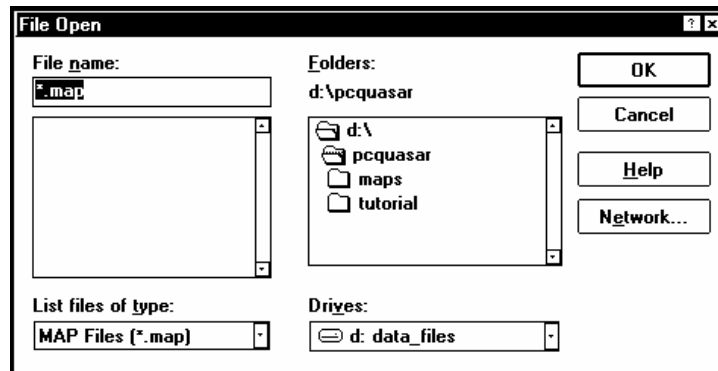 File Open
File name:
*.map
List files of type:
MAP Files (*.map)
Folders:
d:\pcquasar
d:\
pcquasar
maps
tutorial
Drives:
d: data_files
OK
Cancel
Help
Network...